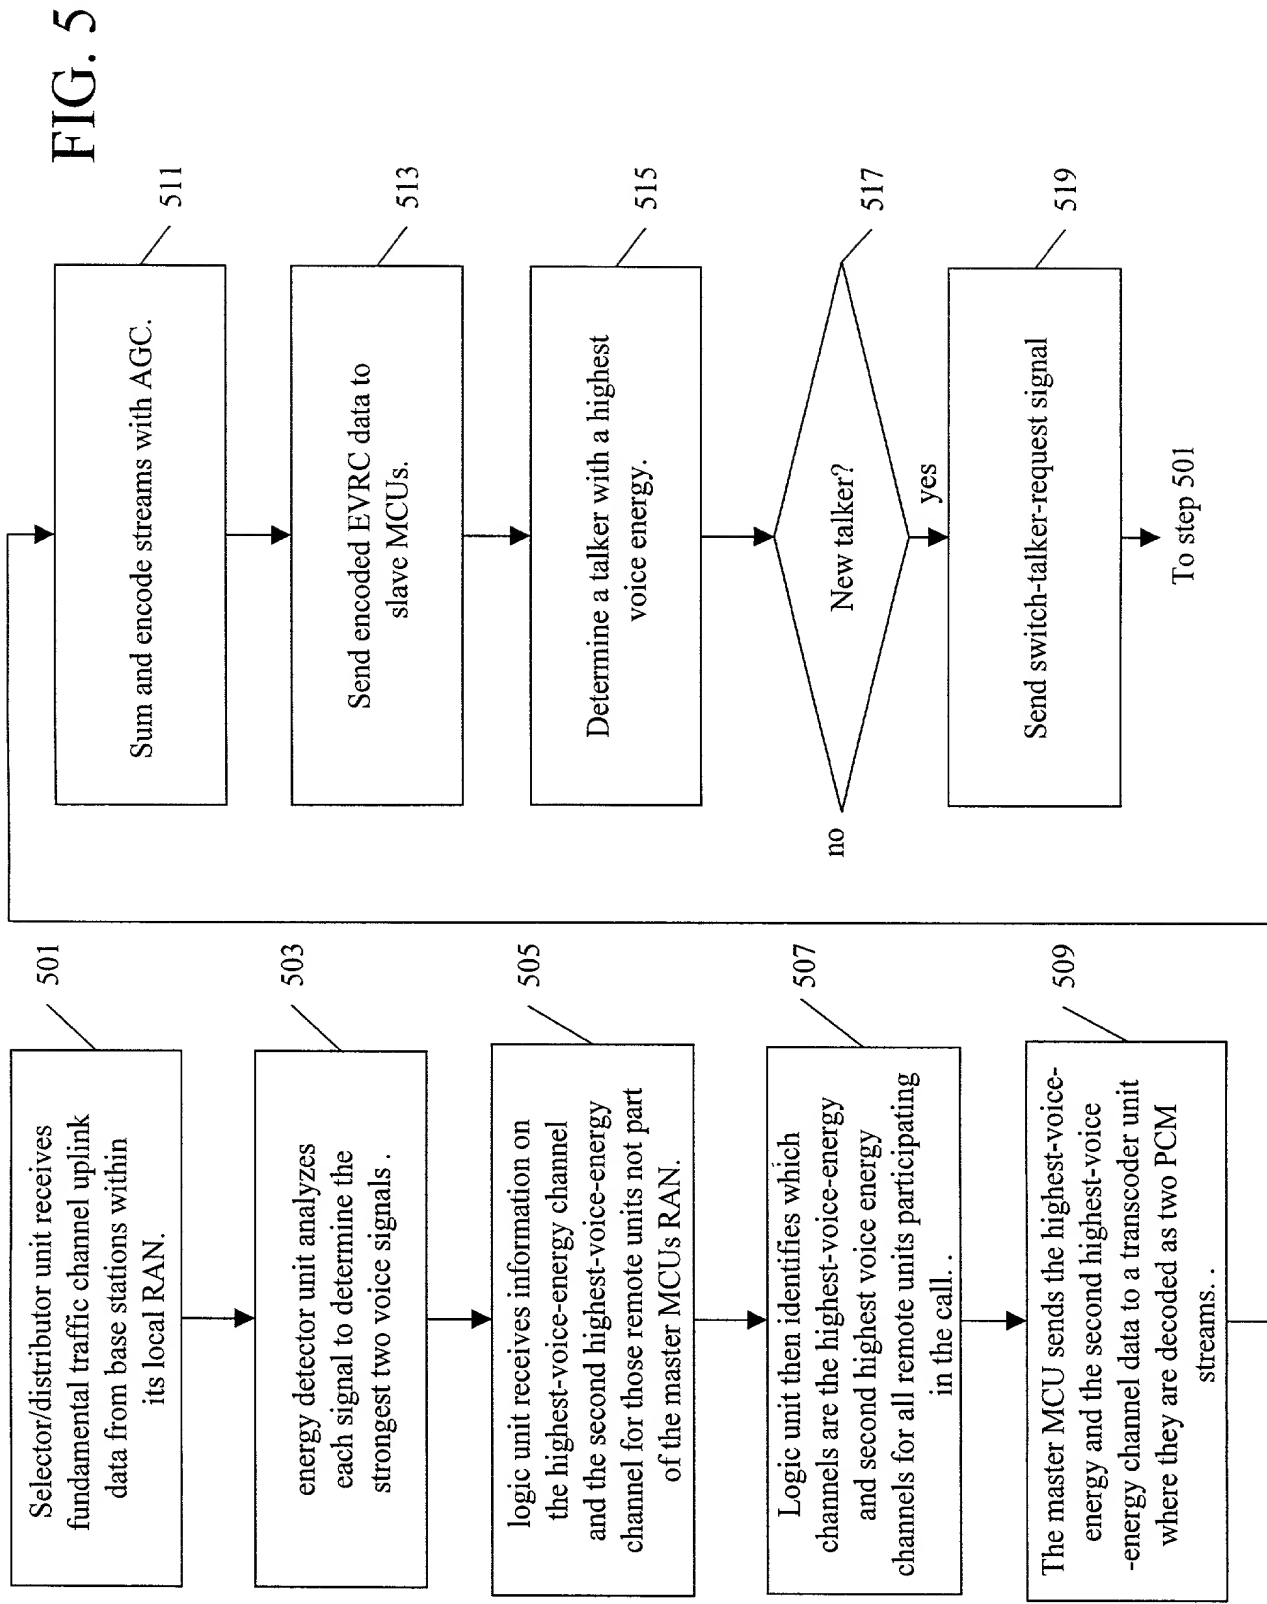 FIG. 5
501
Selector/distributor unit receives
fundamental traffic channel uplink
data from base stations within
its local RAN.
503
energy detector unit analyzes
each signal to determine the
strongest two voice signals .
505
logic unit receives information on
the highest-voice-energy channel
and the second highest-voice-energy
channel for those remote units not part
of the master MCUs RAN.
507
Logic unit then identifies which
channels are the highest-voice-energy
and second highest voice energy
channels for all remote units participating
in the call. .
509
The master MCU sends the highest-voice-
energy and the second highest-voice
-energy channel data to a transcoder unit
where they are decoded as two PCM
streams. .
511
Sum and encode streams with AGC.
513
Send encoded EVRC data to
slave MCUs.
515
Determine a talker with a highest
voice energy.
517
New talker?
no
yes
519
Send switch-talker-request signal
To step 501